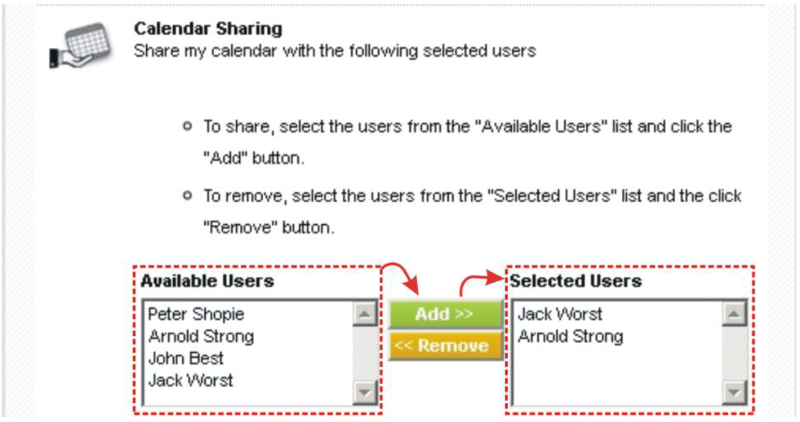 Calendar Sharing
Share my calendar with the following selected users
To share, select the users from the "Available Users" list and click the
"Add" button.
To remove, select the users from the "Selected Users" list and the click
"Remove" button.
Available Users
Peter Shopie
Arnold Strong
John Best
Jack Worst
Add >>
<< Remove
Selected Users
Jack Worst
Arnold Strong